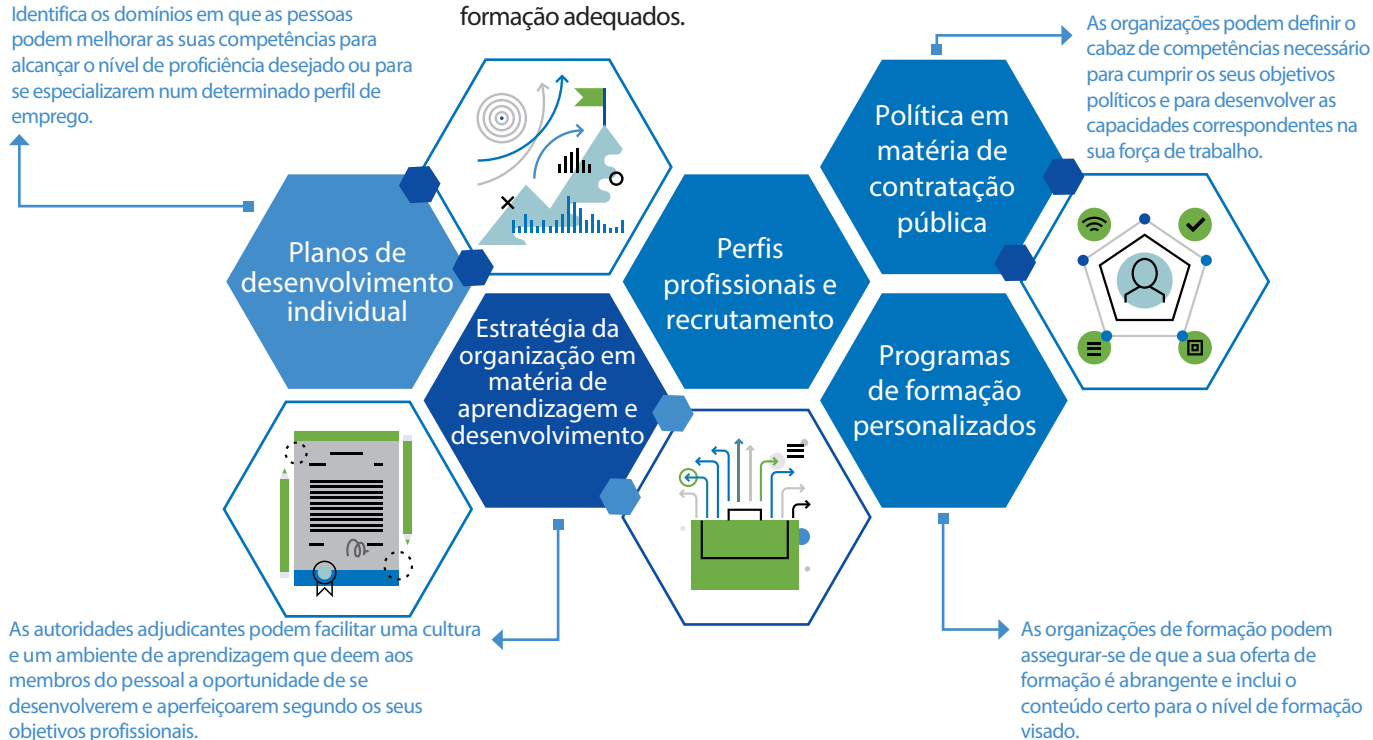 Identifica os domínios em que as pessoas
podem melhorar as suas competências para
alcançar o nível de proficiência desejado ou para
se especializarem num determinado perfil de
emprego.
formação adequados.
As organizações podem definir o
cabaz de competências necessário
para cumprir os seus objetivos
políticos e para desenvolver as
capacidades correspondentes na
sua força de trabalho.
Planos de
desenvolvimento
individual
Estratégia da
organização em
matéria de
aprendizagem e
desenvolvimento
Perfis
profissionais e
recrutamento
Política em
matéria de
contratação
pública
Programas
de formação
personalizados
As autoridades adjudicantes podem facilitar uma cultura
e um ambiente de aprendizagem que deem aos
membros do pessoal a oportunidade de se
desenvolverem e aperfeiçoarem segundo os seus
objetivos profissionais.
As organizações de formação podem
assegurar-se de que a sua oferta de
formação é abrangente e inclui o
conteúdo certo para o nível de formação
visado.